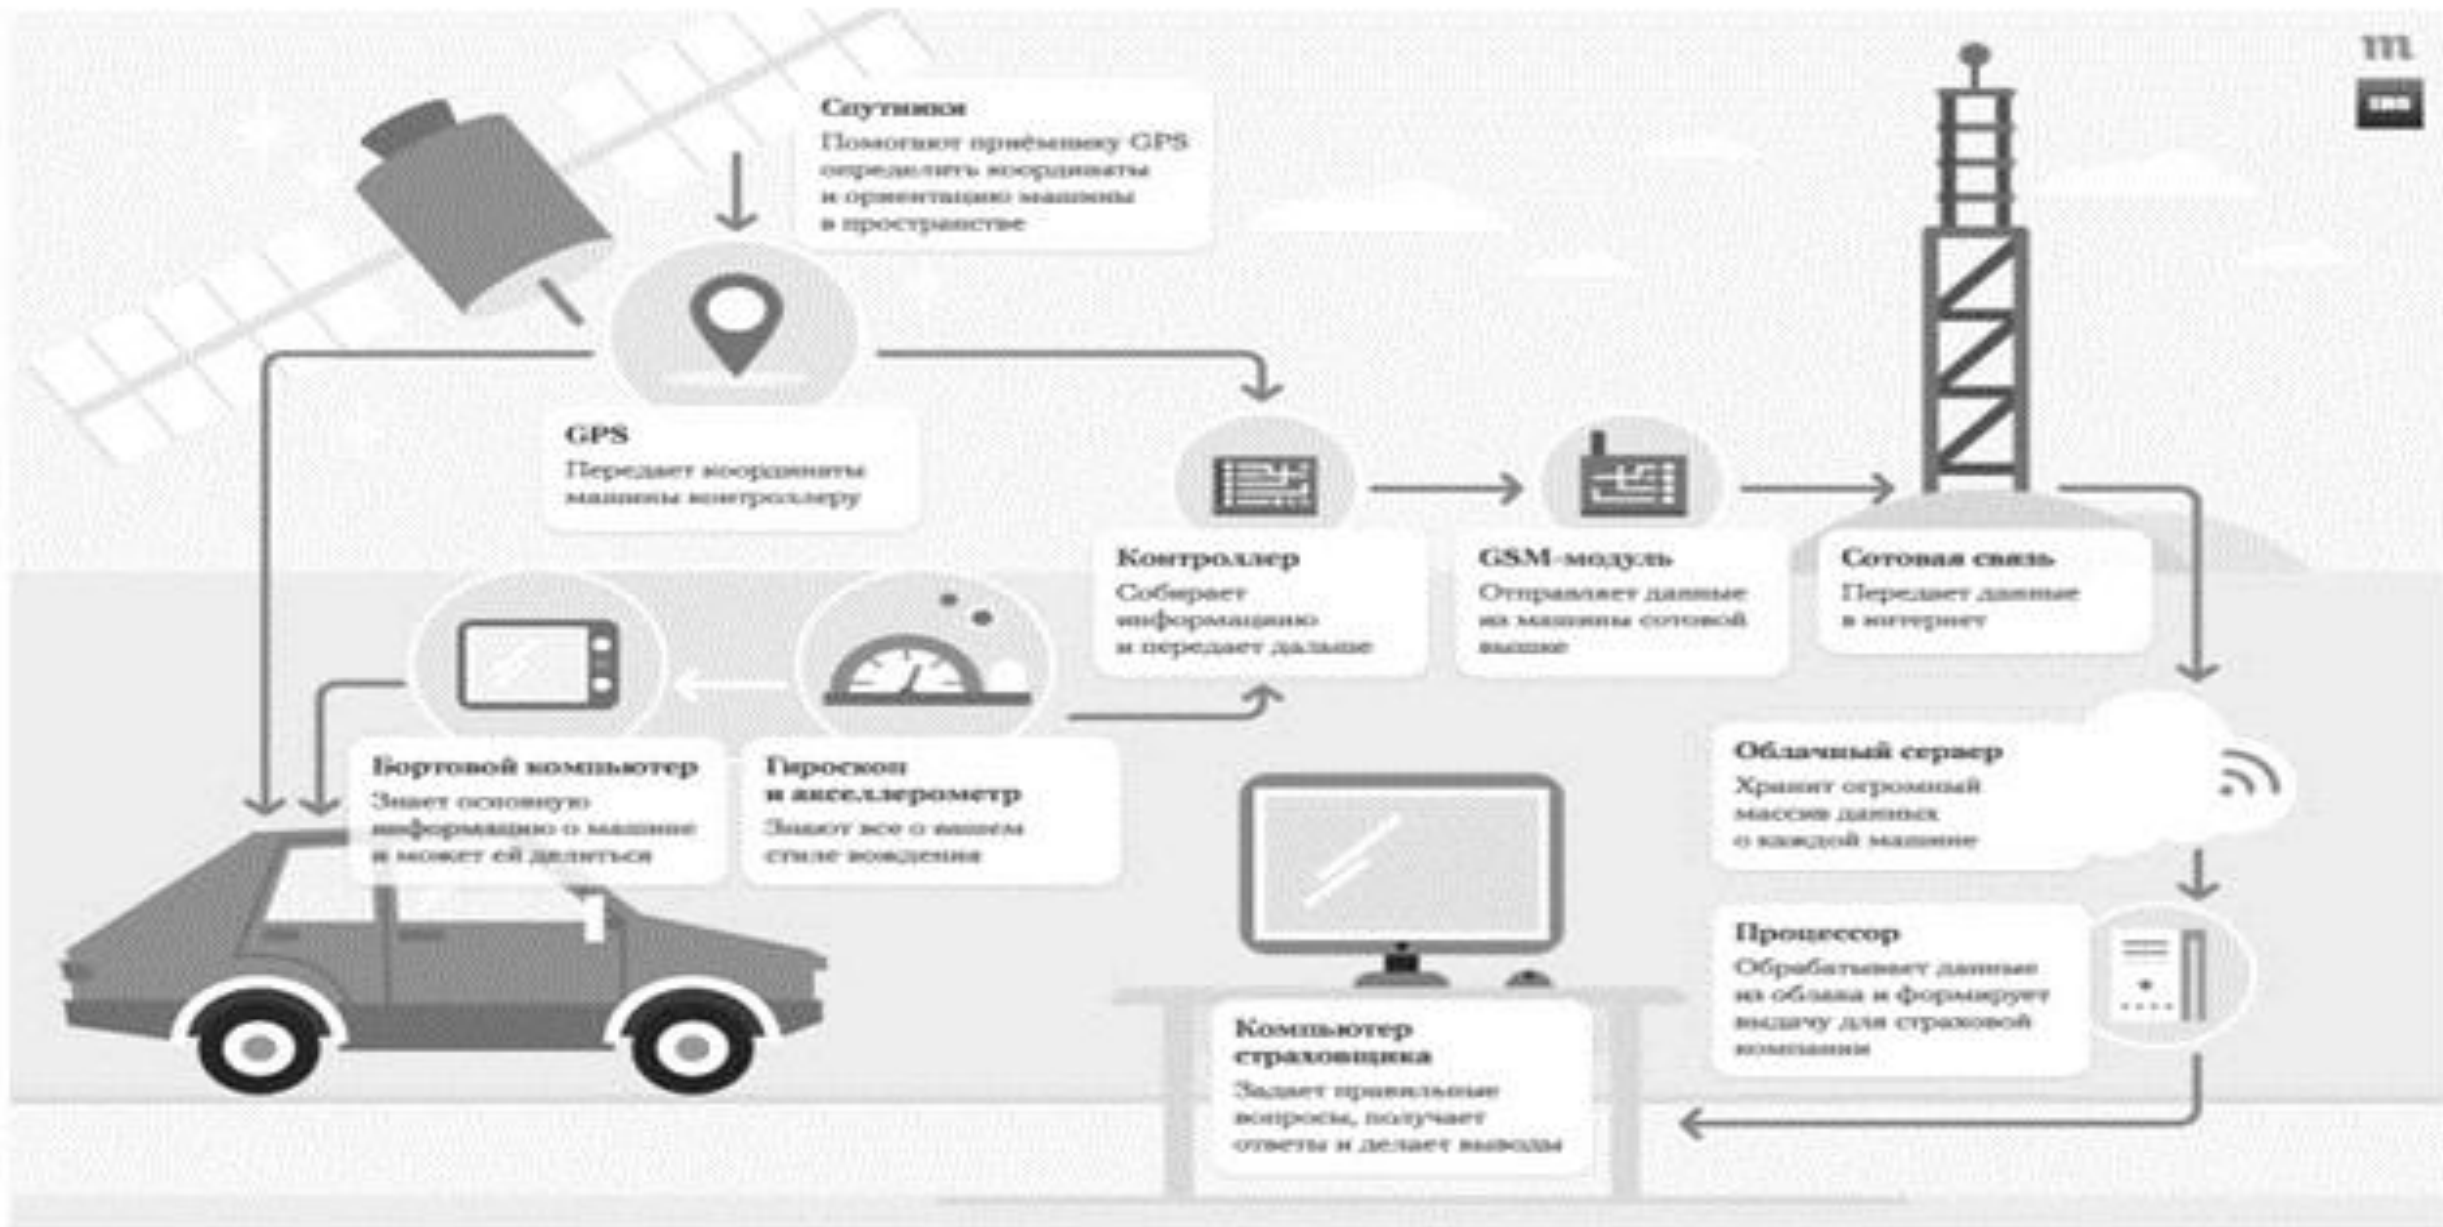 Спутники
Помогают приёмнику GPS
определить координаты
и ориентацию машины
в пространстве
GPS
Передает координаты
машины контроллеру
Контроллер
Собирает
информацию
и передает дальше
GSM-модуль
Отправляет данные
из машины сотовой
вышке
Сотовая связь
Передает данные
в интернет
Бортовой компьютер
Знает основную
информацию о машине
и может ей делиться
Гироскоп
и акселлерометр
Знают все о вашем
стиле вождения
Облачный сервер
Хранит огромный
массив данных
о каждой машине
Процессор
Обрабатывает данные
из облака и формирует
выдачу для страховой
компании
Компьютер
страховщика
Задает правильные
вопросы, получает
ответы и делает выводы
m